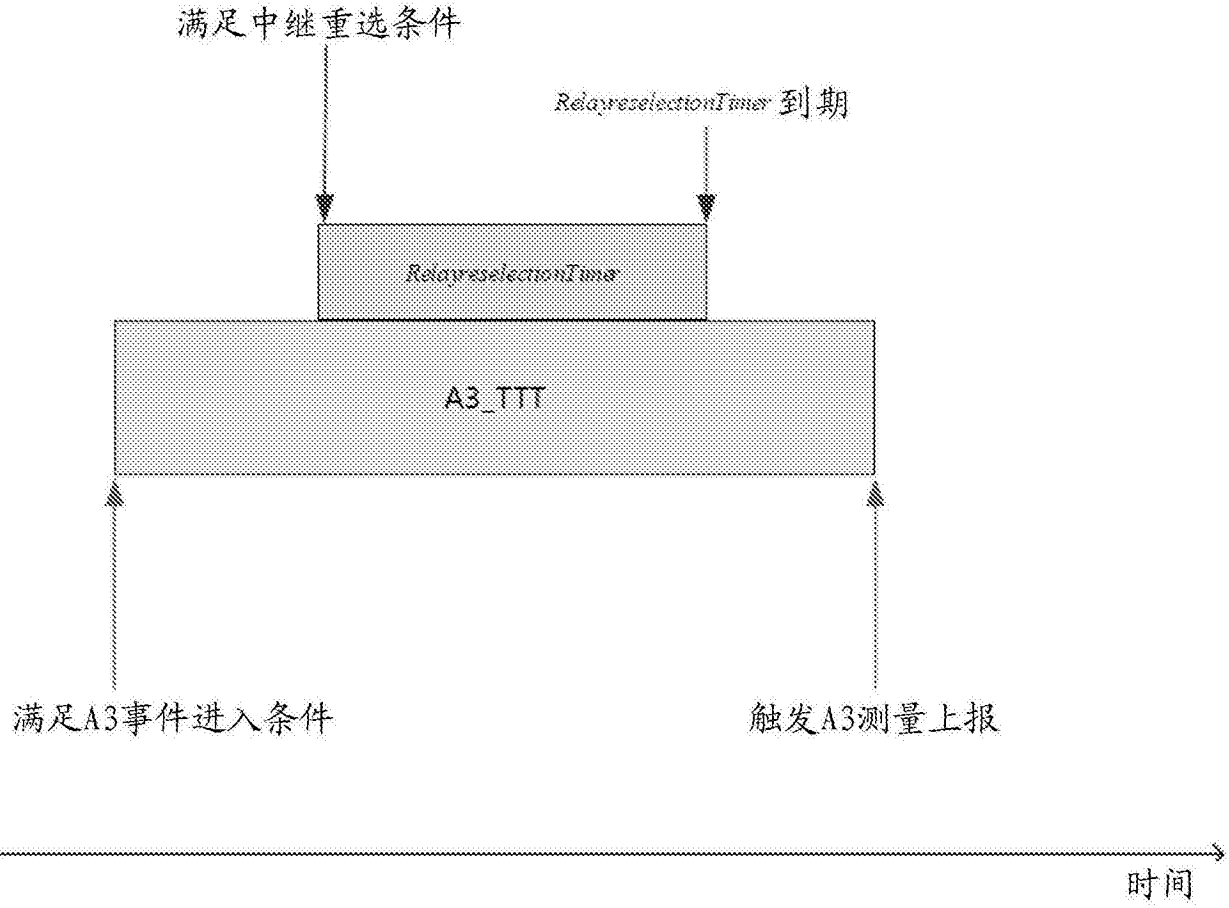 满足中继重选条件
RelayreselectionTimer 到期
RelayreselectionTimer
A3_TTT
满足A3事件进入条件
触发A3测量上报
时间